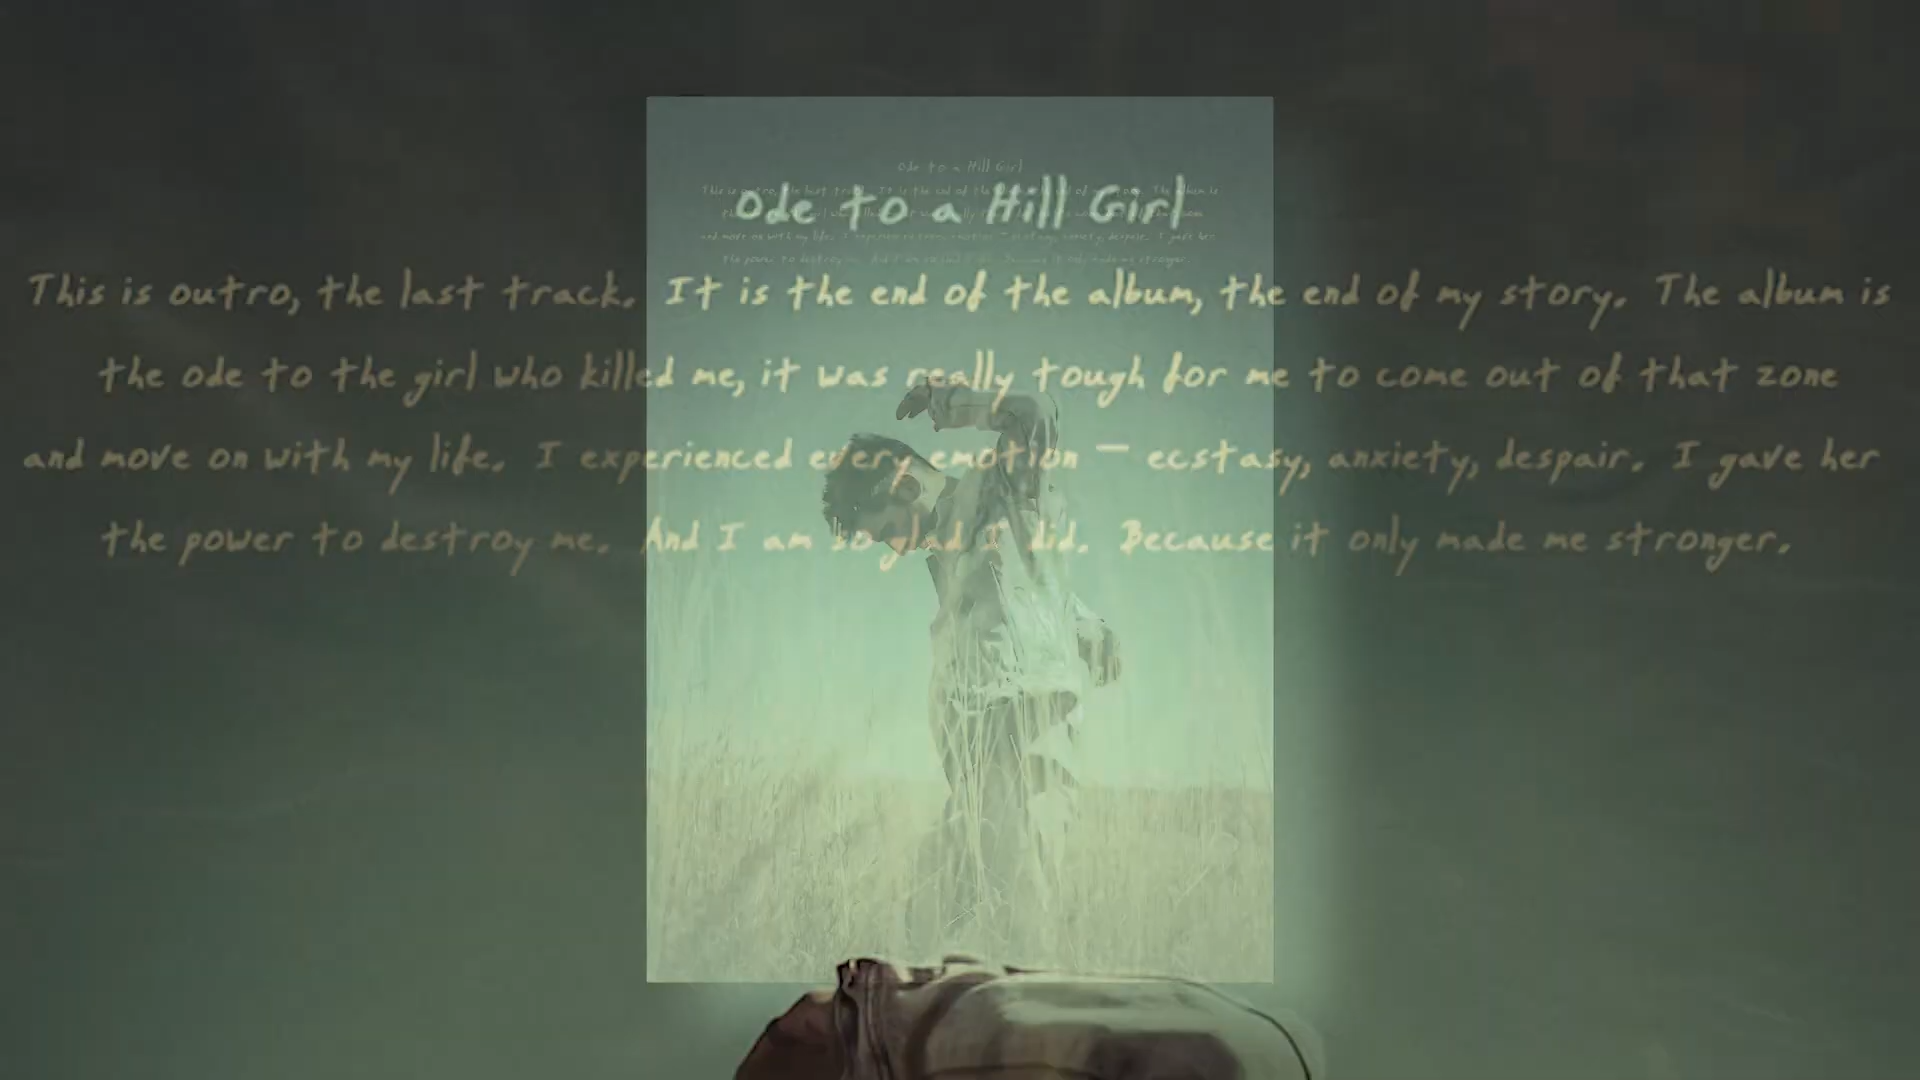 Ode to a Hill Girl
This is outro, the last track. It is the end of the album, the end of my story. The album is
the ode to the girl who killed me, it was really tough for me to come out of that zone
and move on with my life. I experienced every emotion – ecstasy, anxiety, despair. I gave her
the power to destroy me. And I am so glad I did. Because it only made me stronger.